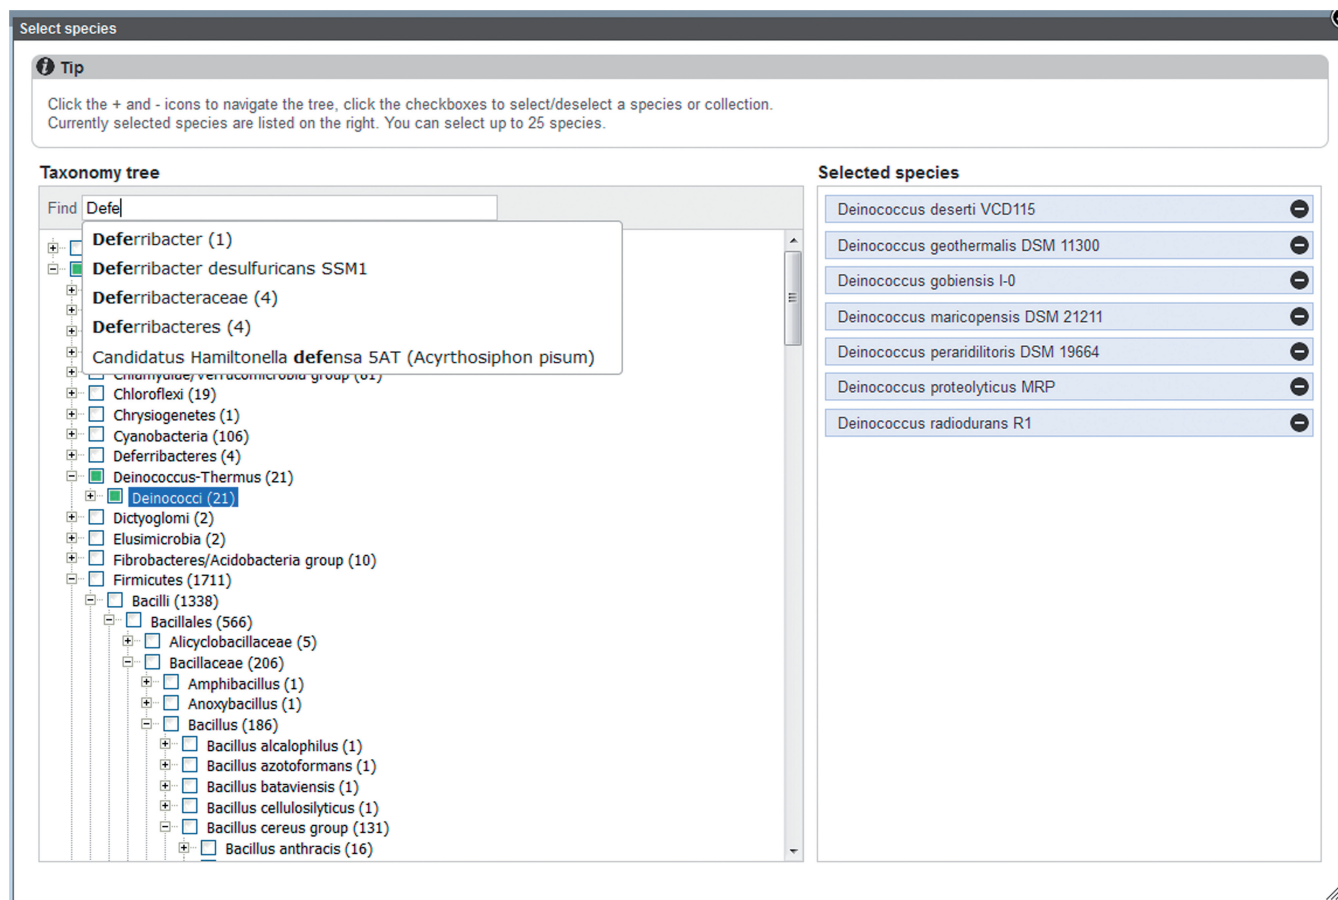 Select species
Tip
Click the + and - icons to navigate the tree, click the checkboxes to select/deselect a species or collection.
Currently selected species are listed on the right. You can select up to 25 species.
Taxonomy tree
Find Defe
Deferribacter (1)
Deferribacter desulfuricans SSM1
Deferribacteraceae (4)
Deferribacteres (4)
Candidatus Hamiltonella defensa 5AT (Acyrthosiphon pisum)
Chlamydiae/Verrucomicrobia group (81)
Chloroflexi (19)
Chrysiogenetes (1)
Cyanobacteria (106)
Deferribacteres (4)
Deinococcus-Thermus (21)
Deinococci (21)
Dictyoglomi (2)
Elusimicrobia (2)
Fibrobacteres/Acidobacteria group (10)
Firmicutes (1711)
Bacilli (1338)
Bacillales (566)
Alicyclobacillaceae (5)
Bacillaceae (206)
Amphibacillus (1)
Anoxybacillus (1)
Bacillus (186)
Bacillus alcalophilus (1)
Bacillus azotoformans (1)
Bacillus bataviensis (1)
Bacillus cellulosilyticus (1)
Bacillus cereus group (131)
Bacillus anthracis (16)
Selected species
Deinococcus deserti VCD115
Deinococcus geothermalis DSM 11300
Deinococcus gobiensis I-0
Deinococcus maricopensis DSM 21211
Deinococcus peraridilitoris DSM 19664
Deinococcus proteolyticus MRP
Deinococcus radiodurans R1